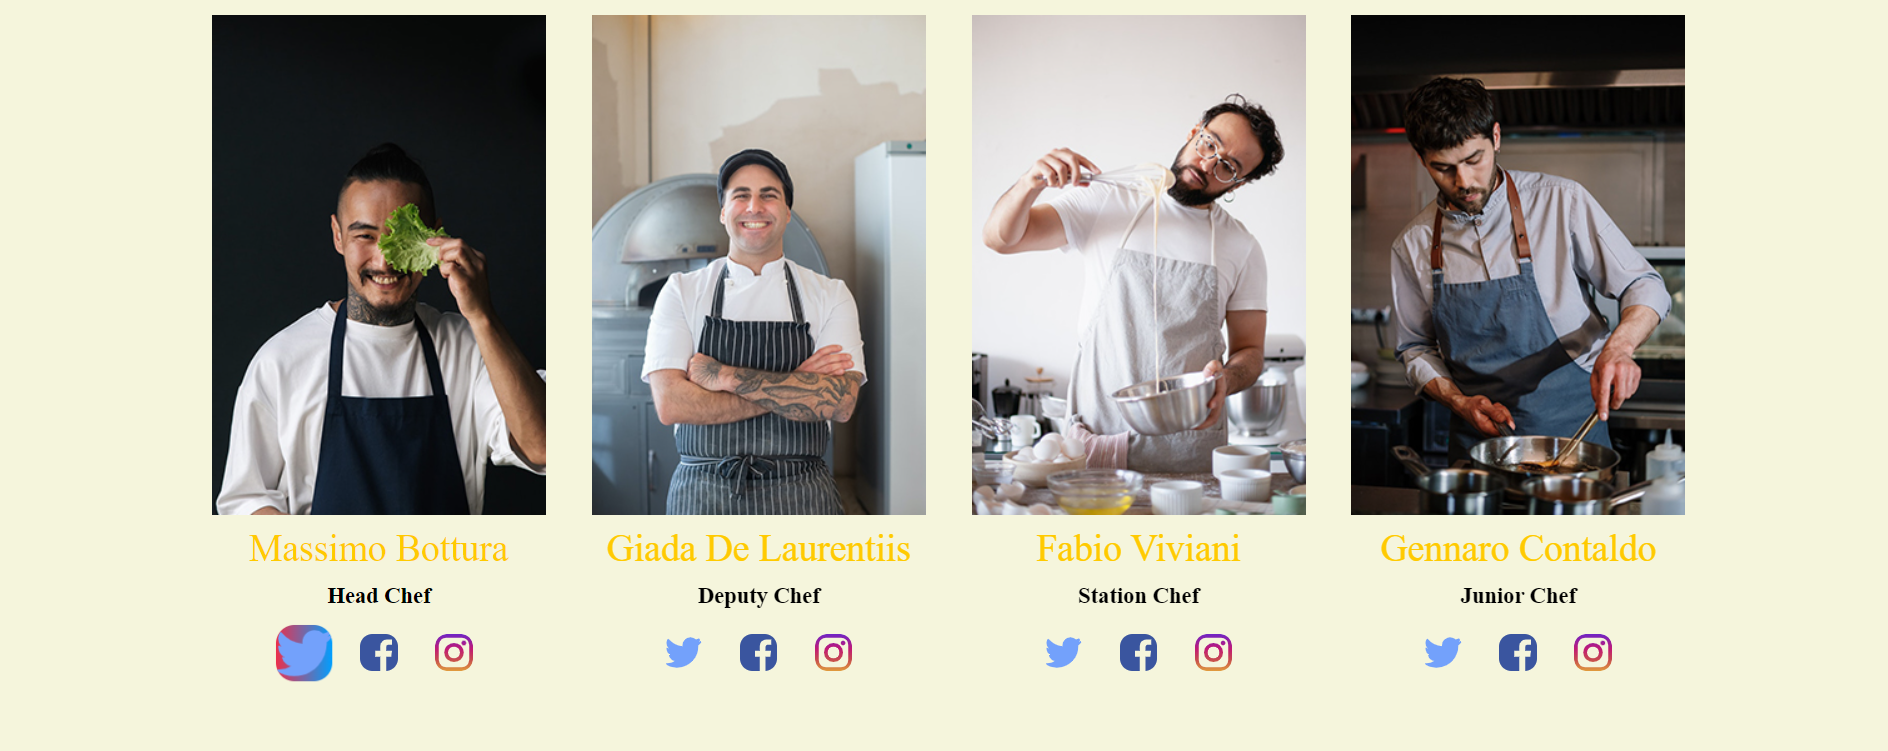 Massimo Bottura
Head Chef
Giada De Laurentiis
Deputy Chef
Fabio Viviani
Station Chef
Gennaro Contaldo
Junior Chef